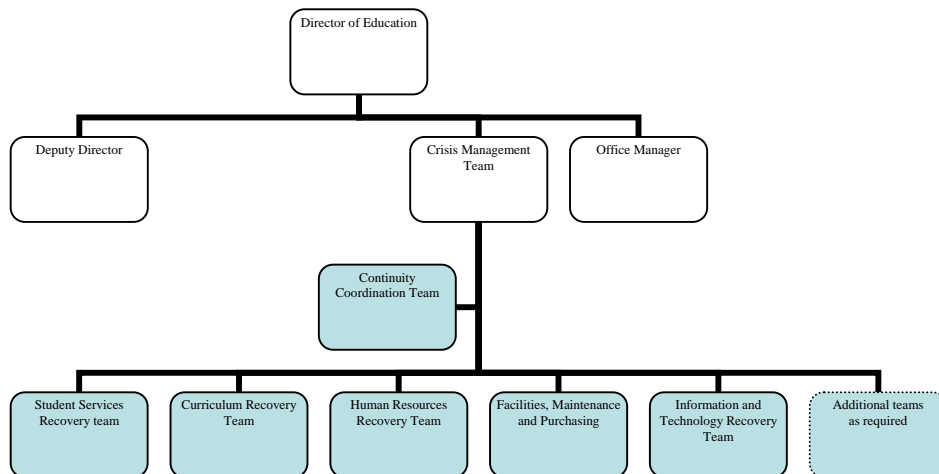 Director of Education
Deputy Director
Crisis Management
Team
Office Manager
Continuity
Coordination Team
Student Services
Recovery team
Curriculum Recovery
Team
Human Resources
Recovery Team
Facilities, Maintenance
and Purchasing
Information and
Technology Recovery
Team
Additional teams
as required